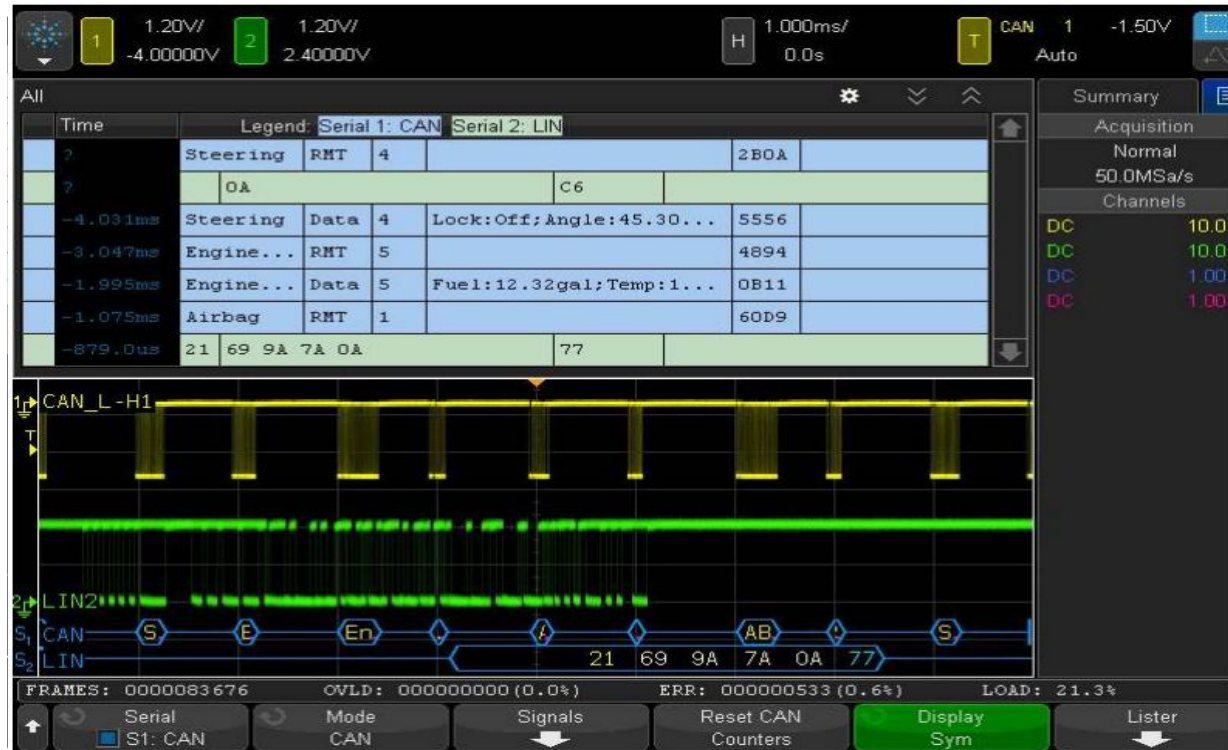 1 1.20V/ 2 1.20V/ H 1.000ms/ T CAN 1 -1.50V
-4.00000V 2.40000V 0.0s Auto
All
Summary
Time Legend: Serial 1: CAN Serial 2: LIN
Acquisition
Normal
50.0MSa/s
Channels
DC 10.0
DC 10.0
DC 1.00
DC 1.00
? Steering RMT 4 2B0A
? 0A C6
-4.031ms Steering Data 4 Lock:Off;Angle:45.30... 5556
-3.047ms Engine... RMT 5 4894
-1.995ms Engine... Data 5 Fuel:12.32gal;Temp:1... 0B11
-1.075ms Airbag RMT 1 60D9
-879.0us 21 69 9A 7A 0A 77
1 CAN_L-H1
T
2 LIN2
S1 CAN S E En A AB S
S2 LIN 21 69 9A 7A 0A 77
FRAMES: 0000083676 OVLD: 000000000(0.0%) ERR: 000000533(0.6%) LOAD: 21.3%
Serial Mode Signals Reset CAN Display Lister
S1: CAN CAN Counters Sym